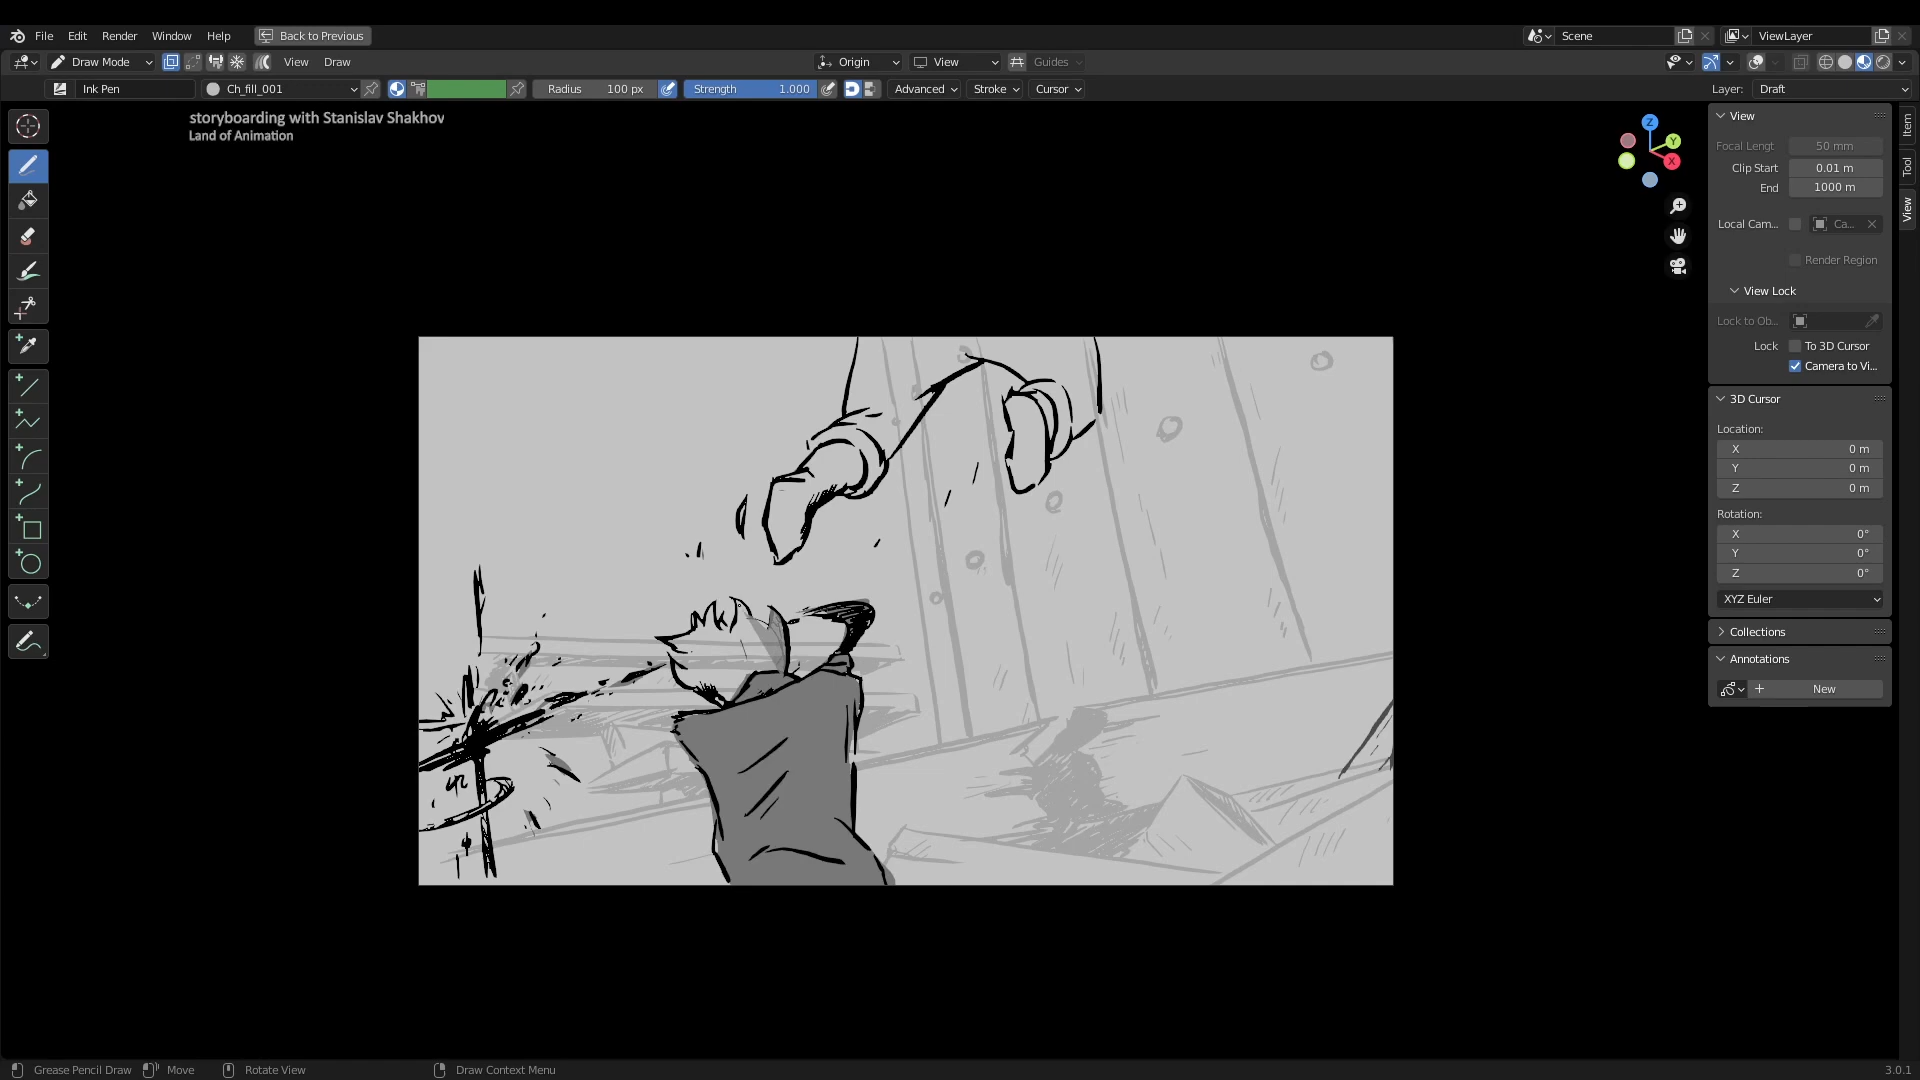 File Edit Render Window Help Back to Previous Scene ViewLayer
Draw Mode View Draw Origin View Guides
Ink Pen Ch_fill_001 Radius 100 px Strength 1.000 Advanced Stroke Cursor Layer: Draft
storyboarding with Stanislav Shakhov
Land of Animation
Z
Y
X
View
Focal Lengt 50 mm
Clip Start 0.01 m
End 1000 m
Local Cam... Ca...
Render Region
View Lock
Lock to Ob...
Lock To 3D Cursor
Camera to Vi...
3D Cursor
Location:
X 0 m
Y 0 m
Z 0 m
Rotation:
X 0°
Y 0°
Z 0°
XYZ Euler
Collections
Annotations
New
Item
Tool
View
Grease Pencil Draw Move Rotate View Draw Context Menu 3.0.1